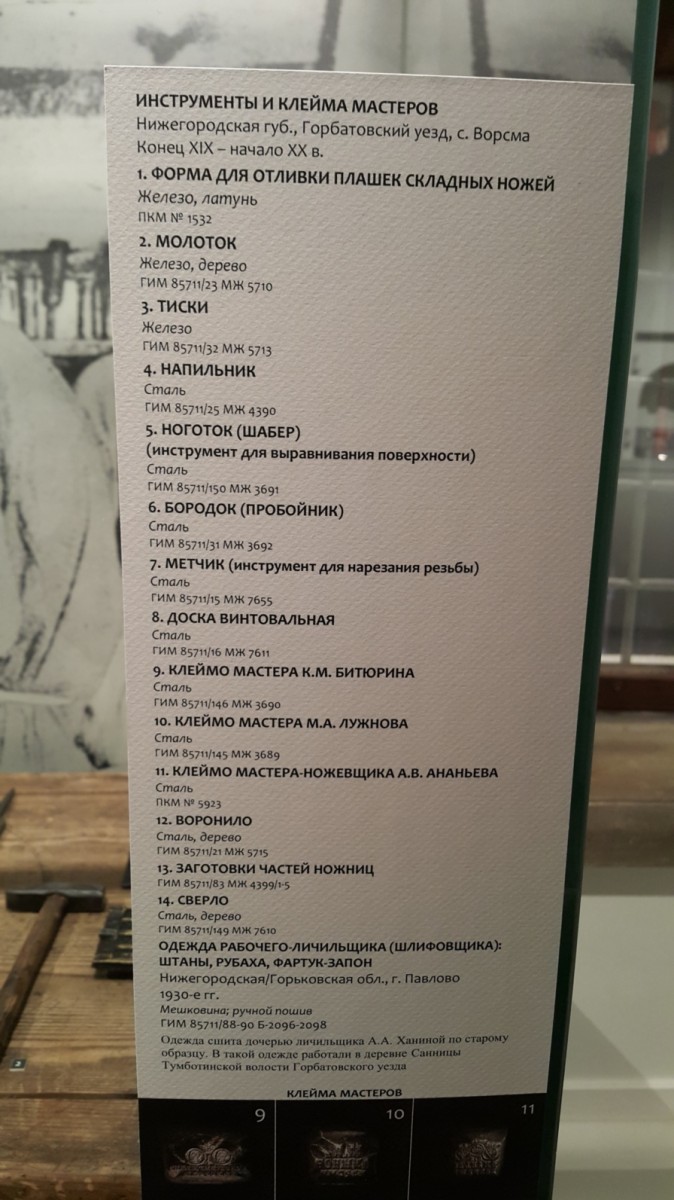 ИНСТРУМЕНТЫ И КЛЕЙМА МАСТЕРОВ
Нижегородская губ., Горбатовский уезд, с. Ворсма
Конец XIX – начало XX в.
1. ФОРМА ДЛЯ ОТЛИВКИ ПЛАШЕК СКЛАДНЫХ НОЖЕЙ
Железо, латунь
ПКМ № 1532
2. МОЛОТОК
Железо, дерево
ГИМ 85711/23 МЖ 5710
3. ТИСКИ
Железо
ГИМ 85711/32 МЖ 5713
4. НАПИЛЬНИК
Сталь
ГИМ 85711/25 МЖ 4390
5. НОГОТОК (ШАБЕР)
(инструмент для выравнивания поверхности)
Сталь
ГИМ 85711/150 МЖ 3691
6. БОРОДОК (ПРОБОЙНИК)
Сталь
ГИМ 85711/31 МЖ 3692
7. МЕТЧИК (инструмент для нарезания резьбы)
Сталь
ГИМ 85711/15 МЖ 7655
8. ДОСКА ВИНТОВАЛЬНАЯ
Сталь
ГИМ 85711/16 МЖ 7611
9. КЛЕЙМО МАСТЕРА К.М. БИТЮРИНА
Сталь
ГИМ 85711/146 МЖ 3690
10. КЛЕЙМО МАСТЕРА М.А. ЛУЖНОВА
Сталь
ГИМ 85711/145 МЖ 3689
11. КЛЕЙМО МАСТЕРА-НОЖЕВЩИКА А.В. АНАНЬЕВА
Сталь
ПКМ № 5923
12. ВОРОНИЛО
Сталь, дерево
ГИМ 85711/21 МЖ 5715
13. ЗАГОТОВКИ ЧАСТЕЙ НОЖНИЦ
ГИМ 85711/83 МЖ 4399/1-5
14. СВЕРЛО
Сталь, дерево
ГИМ 85711/149 МЖ 7610
ОДЕЖДА РАБОЧЕГО-ЛИЧИЛЬЩИКА (ШЛИФОВЩИКА):
ШТАНЫ, РУБАХА, ФАРТУК-ЗАПОН
Нижегородская/Горьковская обл., г. Павлово
1930-е гг.
Мешковина; ручной пошив
ГИМ 85711/88-90 Б-2096-2098
Одежда сшита дочерью личильщика А.А. Ханиной по старому
образцу. В такой одежде работали в деревне Санницы
Тумботинской волости Горбатовского уезда
КЛЕЙМА МАСТЕРОВ
9 10 11
2